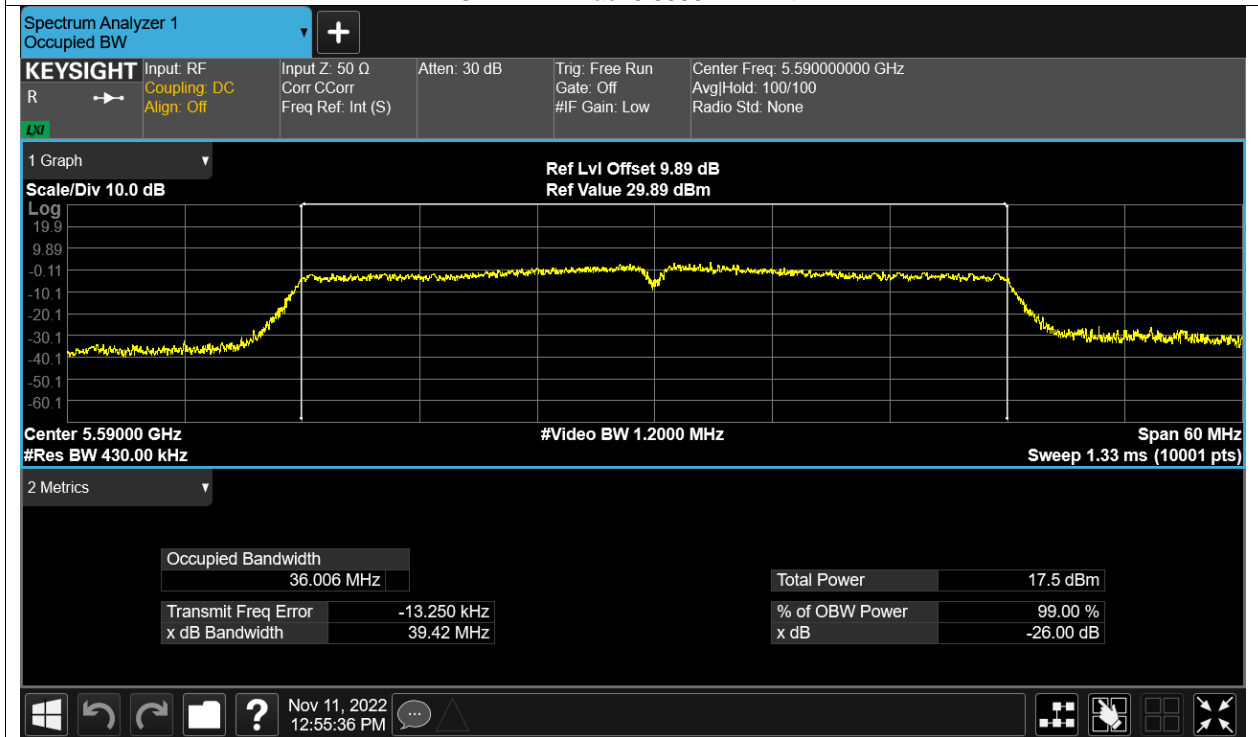 Spectrum Analyzer 1
Occupied BW
KEYSIGHT
R
LXI
Input: RF
Coupling: DC
Align: Off
Input Z: 50 Ω
Corr CCorr
Freq Ref: Int (S)
Atten: 30 dB
Trig: Free Run
Gate: Off
#IF Gain: Low
Center Freq: 5.590000000 GHz
Avg|Hold: 100/100
Radio Std: None
1 Graph
Ref Lvl Offset 9.89 dB
Scale/Div 10.0 dB
Ref Value 29.89 dBm
Log
19.9
9.89
-0.11
-10.1
-20.1
-30.1
-40.1
-50.1
-60.1
Center 5.59000 GHz
#Video BW 1.2000 MHz
Span 60 MHz
#Res BW 430.00 kHz
Sweep 1.33 ms (10001 pts)
2 Metrics
Occupied Bandwidth
36.006 MHz
Total Power 17.5 dBm
Transmit Freq Error -13.250 kHz
% of OBW Power 99.00 %
x dB Bandwidth 39.42 MHz
x dB -26.00 dB
?
Nov 11, 2022
12:55:36 PM